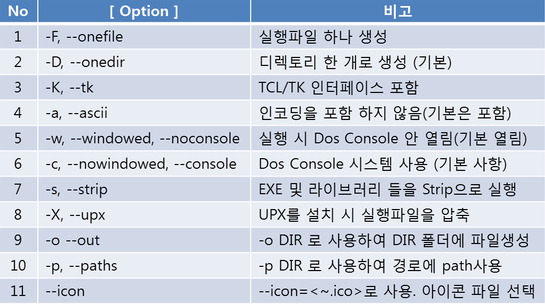 No [ Option ] 비고
1 -F, --onefile 실행파일 하나 생성
2 -D, --onedir 디렉토리 한 개로 생성 (기본)
3 -K, --tk TCL/TK 인터페이스 포함
4 -a, --ascii 인코딩을 포함 하지 않음(기본은 포함)
5 -w, --windowed, --noconsole 실행 시 Dos Console 안 열림(기본 열림)
6 -c, --nowindowed, --console Dos Console 시스템 사용 (기본 사항)
7 -s, --strip EXE 및 라이브러리 들을 Strip으로 실행
8 -X, --upx UPX를 설치 시 실행파일을 압축
9 -o --out -o DIR 로 사용하여 DIR 폴더에 파일생성
10 -p, --paths -p DIR 로 사용하여 경로에 path사용
11 --icon --icon=<~.ico>로 사용. 아이콘 파일 선택